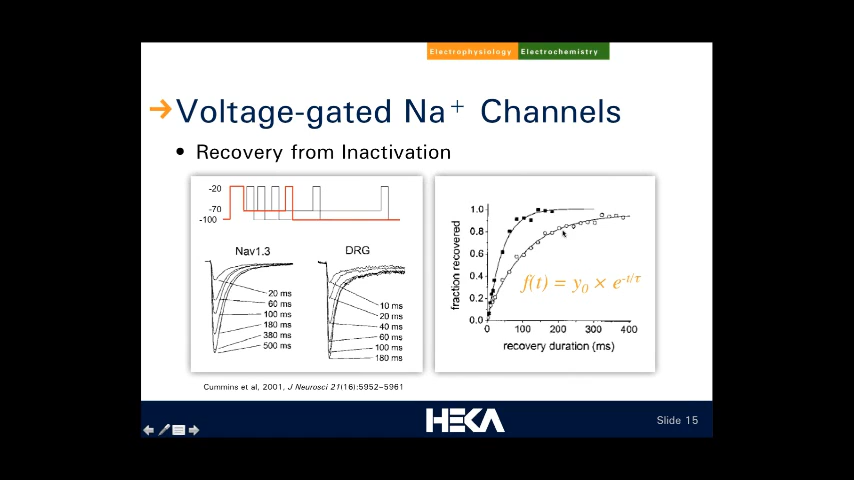 Electrophysiology Electrochemistry
Voltage-gated Na+ Channels
• Recovery from Inactivation
-20
-70
-100
Nav1.3
20 ms
60 ms
100 ms
180 ms
380 ms
500 ms
DRG
10 ms
20 ms
40 ms
60 ms
100 ms
180 ms
fraction recovered
1.0
0.8
0.6
0.4
0.2
0.0
0 100 200 300 400
recovery duration (ms)
f(t) = y0 × e-t/τ
Cummins et al, 2001, J Neurosci 21(16):5952–5961
HEKA
Slide 15